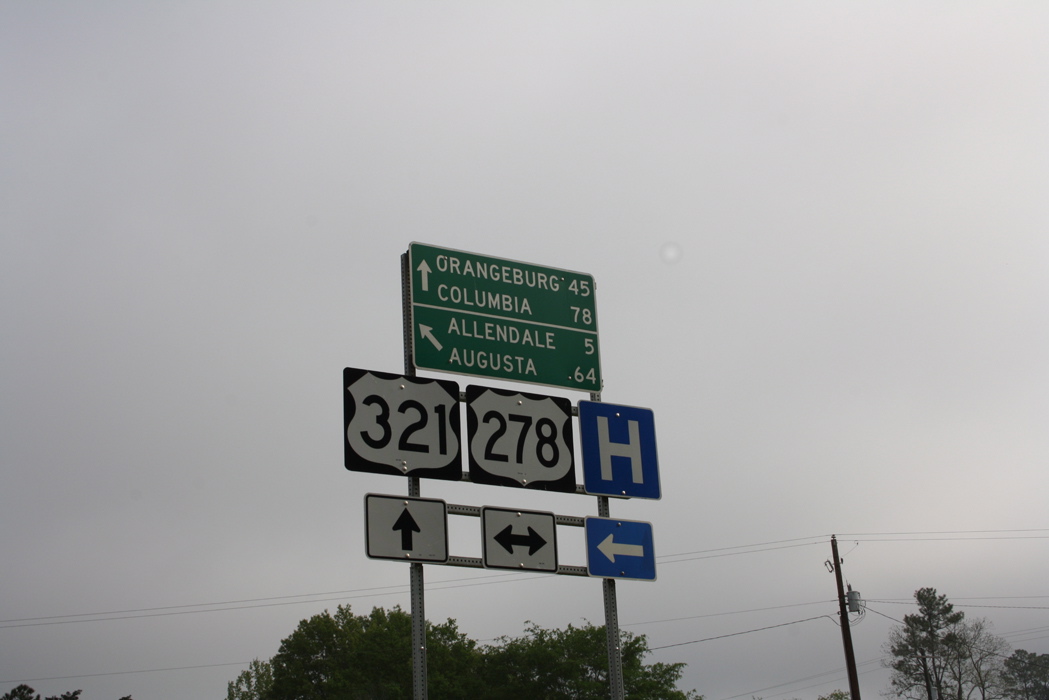 ORANGEBURG 45
COLUMBIA 78
ALLENDALE 5
AUGUSTA 64
321 278 H